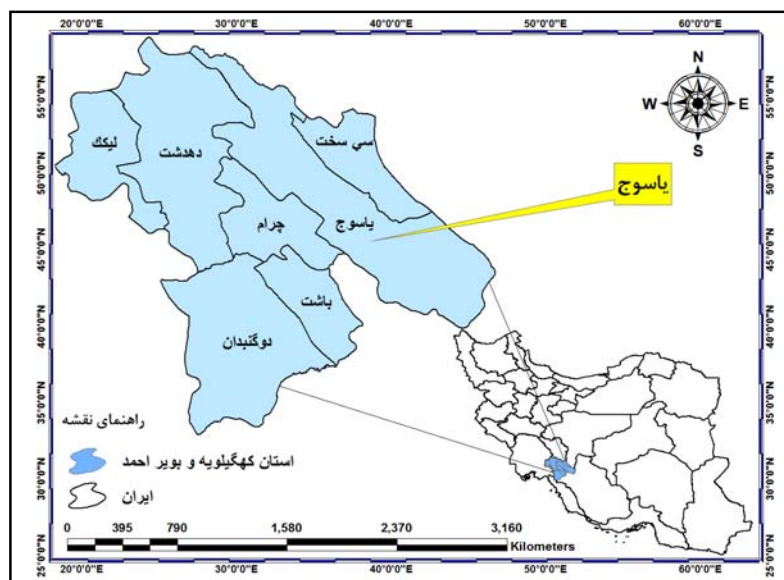 20°0'0"E 30°0'0"E 40°0'0"E 50°0'0"E 60°0'0"E
55°0'0"N
50°0'0"N
45°0'0"N
40°0'0"N
35°0'0"N
30°0'0"N
25°0'0"N
N
W E
S
ليكك
دهدشت
سي سخت
ياسوج
چرام
ياسوج
باشت
دوگنبدان
راهنمای نقشه
استان کهگیلویه و بویر احمد
ایران
0 395 790 1,580 2,370 3,160
Kilometers
55°0'0"N
50°0'0"N
45°0'0"N
40°0'0"N
35°0'0"N
30°0'0"N
25°0'0"N
20°0'0"E 30°0'0"E 40°0'0"E 50°0'0"E 60°0'0"E